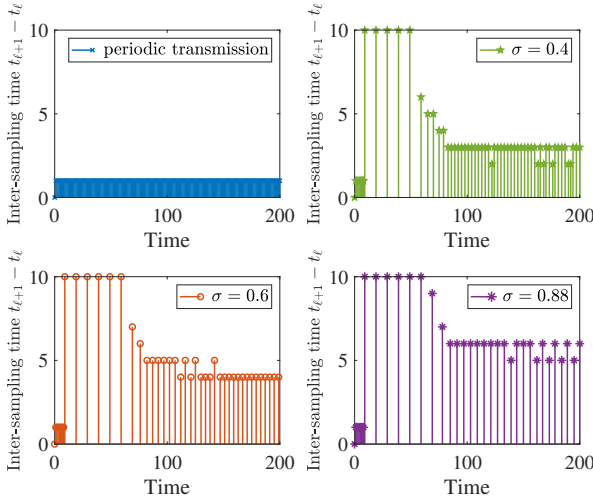 Inter-sampling time $t_{\ell+1} - t_\ell$
10
5
0
periodic transmission
0 100 200
Time
Inter-sampling time $t_{\ell+1} - t_\ell$
10
5
0
σ = 0.4
0 100 200
Time
Inter-sampling time $t_{\ell+1} - t_\ell$
10
5
0
σ = 0.6
0 100 200
Time
Inter-sampling time $t_{\ell+1} - t_\ell$
10
5
0
σ = 0.88
0 100 200
Time